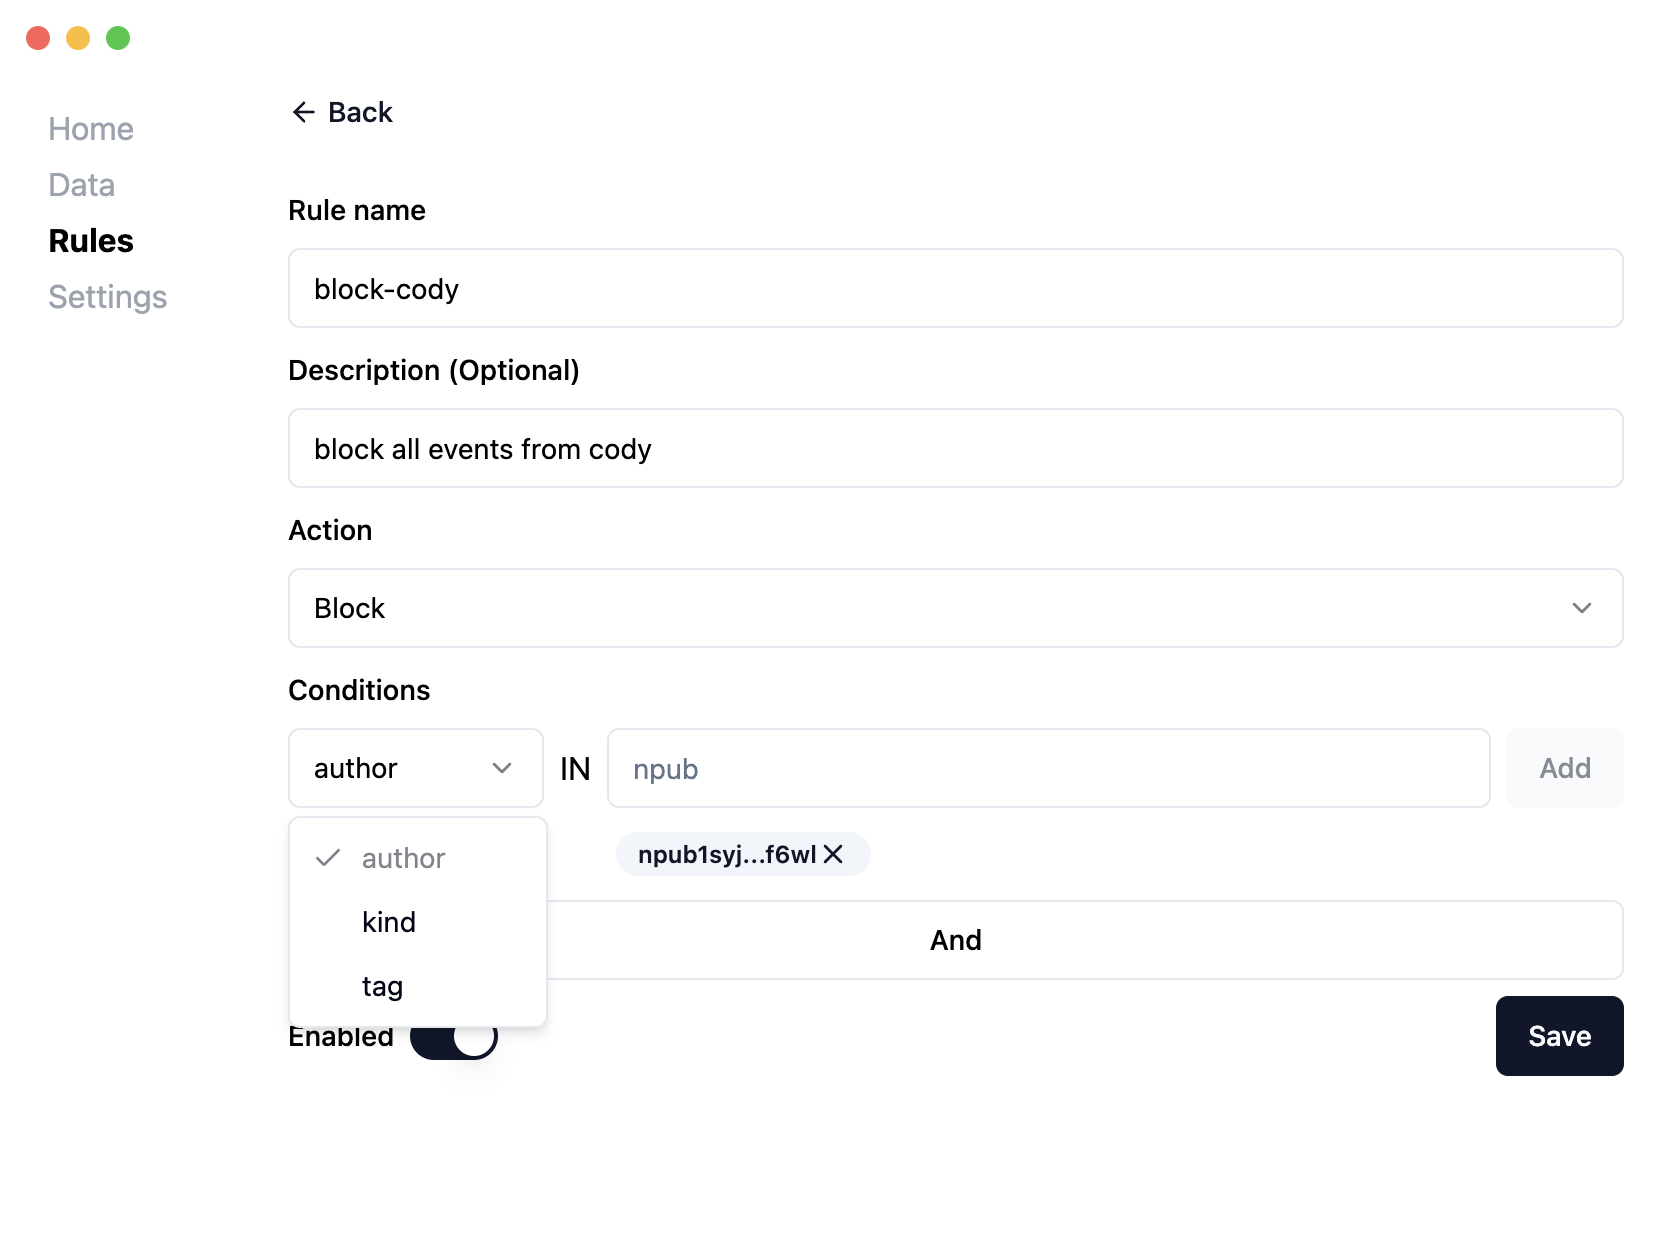 Home
Data
Rules
Settings
Back
Rule name
block-cody
Description (Optional)
block all events from cody
Action
Block
Conditions
author
IN
npub
Add
npub1syj...f6wl
author
kind
tag
And
Enabled
Save